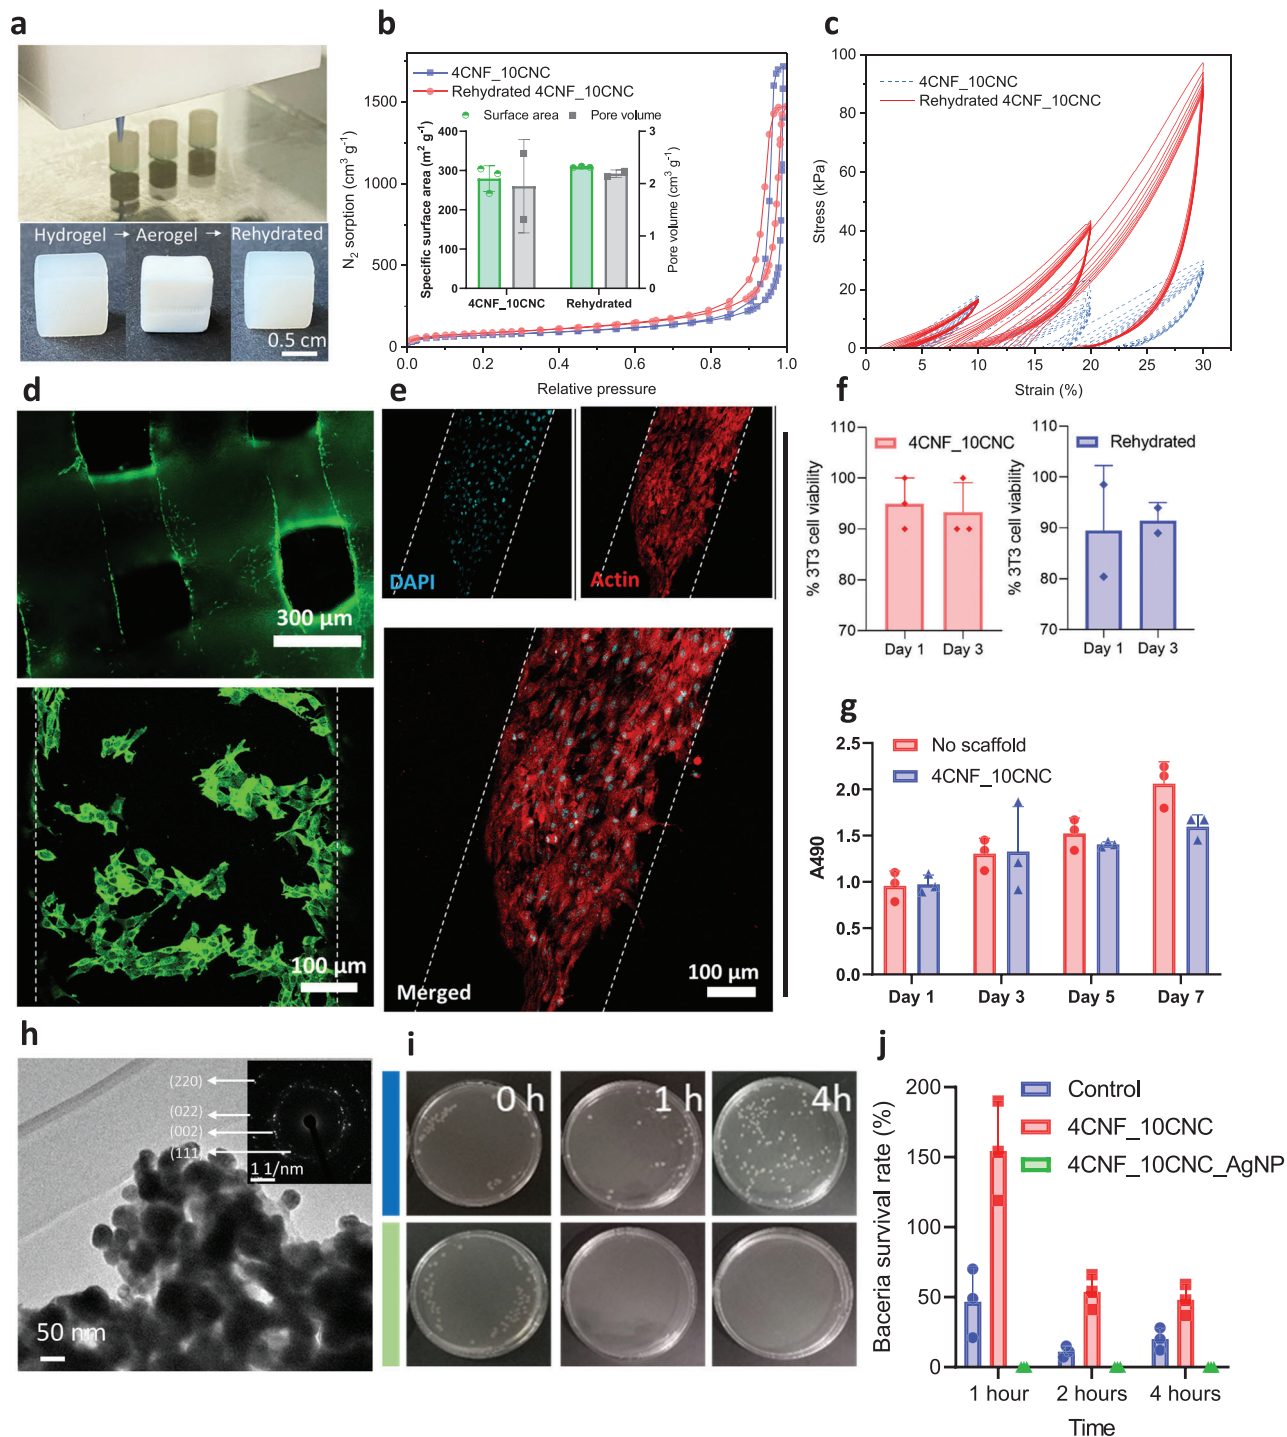 a
Hydrogel → Aerogel → Rehydrated
0.5 cm
b
4CNF_10CNC
Rehydrated 4CNF_10CNC
Surface area
Pore volume
N2 sorption (cm³ g⁻¹)
1500
1000
500
0
Specific surface area (m² g⁻¹)
400
300
200
100
0
3
2
1
0
Pore volume (cm³ g⁻¹)
4CNF_10CNC
Rehydrated
0.0 0.2 0.4 0.6 0.8 1.0
Relative pressure
c
4CNF_10CNC
Rehydrated 4CNF_10CNC
Stress (kPa)
100
80
60
40
20
0
0 5 10 15 20 25 30
Strain (%)
d
300 µm
100 µm
e
DAPI
Actin
Merged
100 µm
f
% 3T3 cell viability
110
100
90
80
70
4CNF_10CNC
Day 1 Day 3
% 3T3 cell viability
110
100
90
80
70
Rehydrated
Day 1 Day 3
g
No scaffold
4CNF_10CNC
A490
2.5
2.0
1.5
1.0
0.5
0.0
Day 1 Day 3 Day 5 Day 7
h
(220)
(022)
(002)
(111)
1 1/nm
50 nm
i
0 h
1 h
4h
j
Control
4CNF_10CNC
4CNF_10CNC_AgNP
Baceria survival rate (%)
200
150
100
50
0
1 hour 2 hours 4 hours
Time